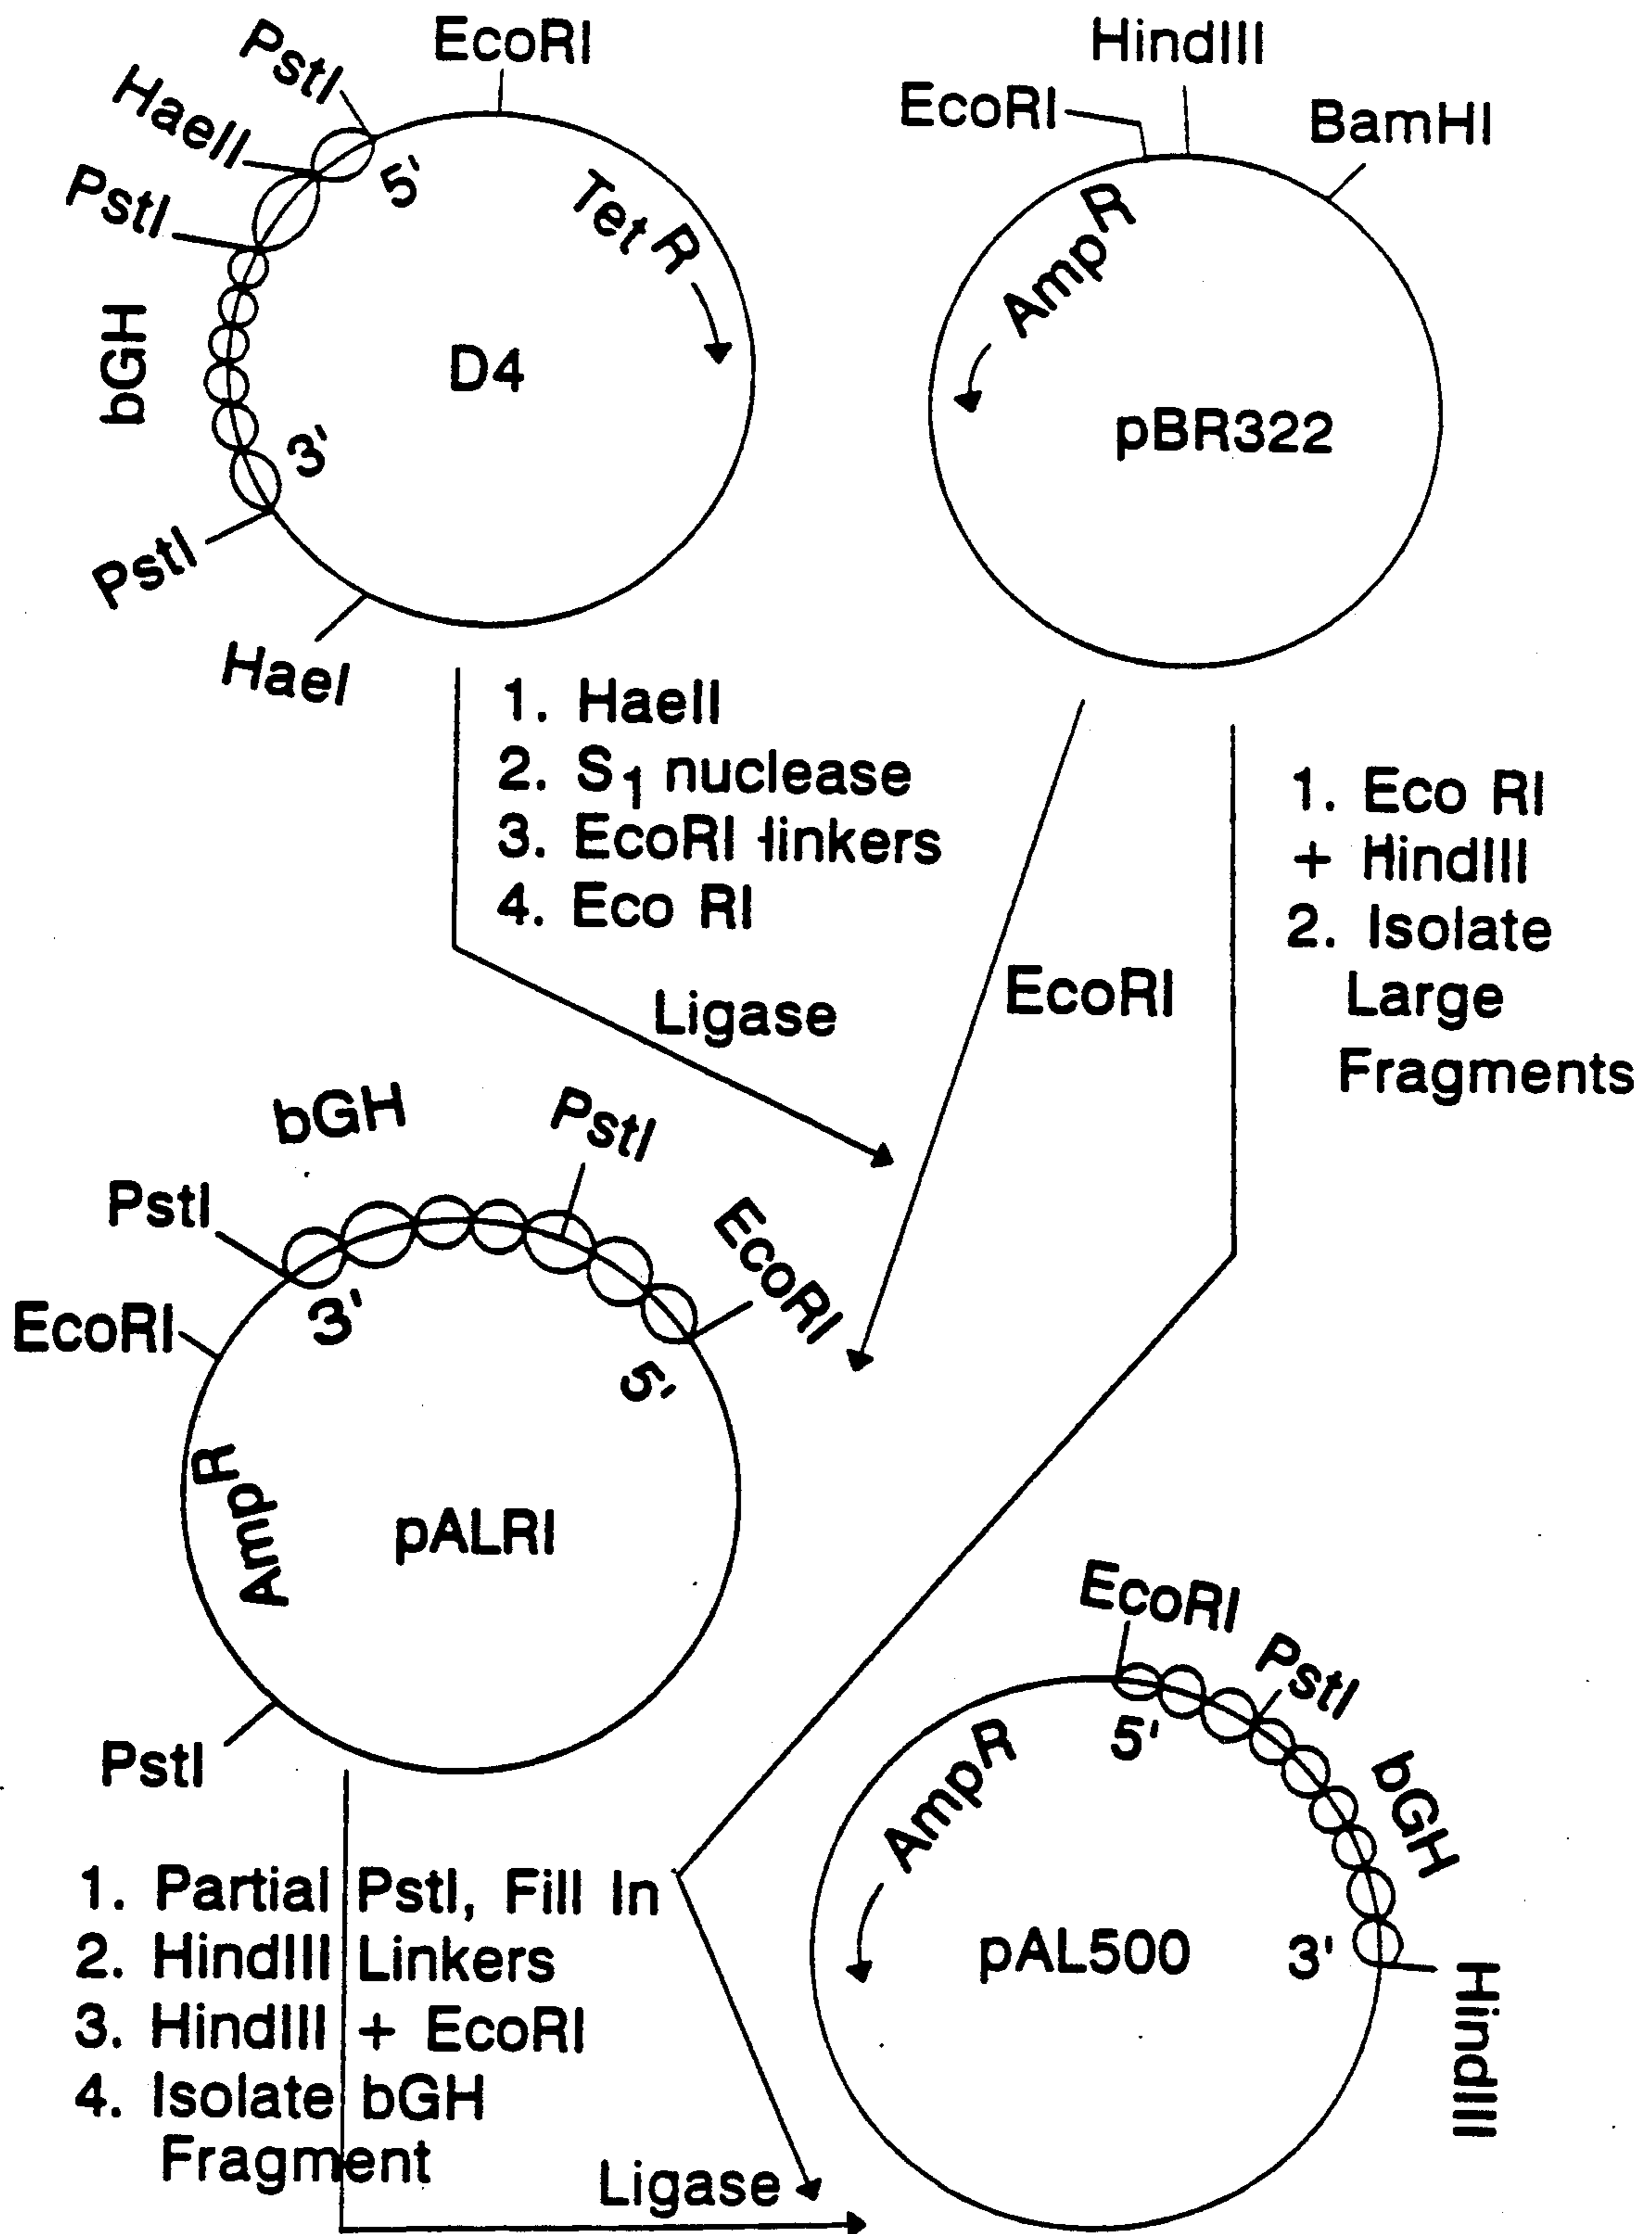 PstI
EcoRI
HaeII
PstI
5'
Tet R
bGH
D4
3'
PstI
HaeI
HindIII
EcoRI
BamHI
Amp R
pBR322
1. HaeII
2. S1 nuclease
3. EcoRI linkers
4. Eco RI
Ligase
EcoRI
1. Eco RI
+ HindIII
2. Isolate
Large
Fragments
bGH
PstI
PstI
EcoRI
EcoRI
3'
5'
Amp R
pALRI
PstI
1. Partial PstI, Fill In
2. HindIII Linkers
3. HindIII + EcoRI
4. Isolate bGH
Fragment
Ligase
EcoRI
PstI
5'
bGH
Amp R
pAL500
3'
HindIII